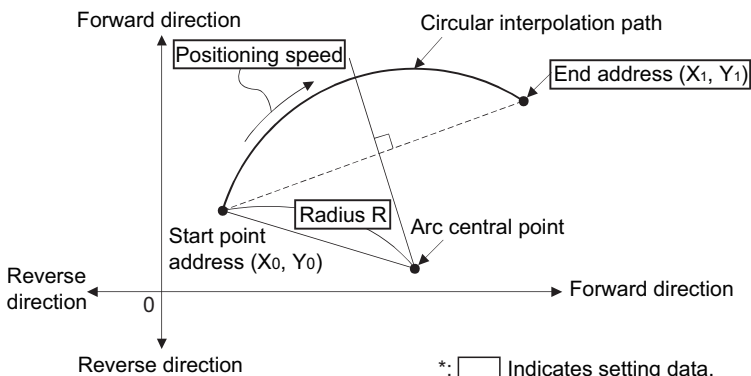 Forward direction
Circular interpolation path
Positioning speed
End address (X1, Y1)
Radius R
Arc central point
Start point
address (X0, Y0)
Reverse
direction
0
Forward direction
Reverse direction
*: Indicates setting data.